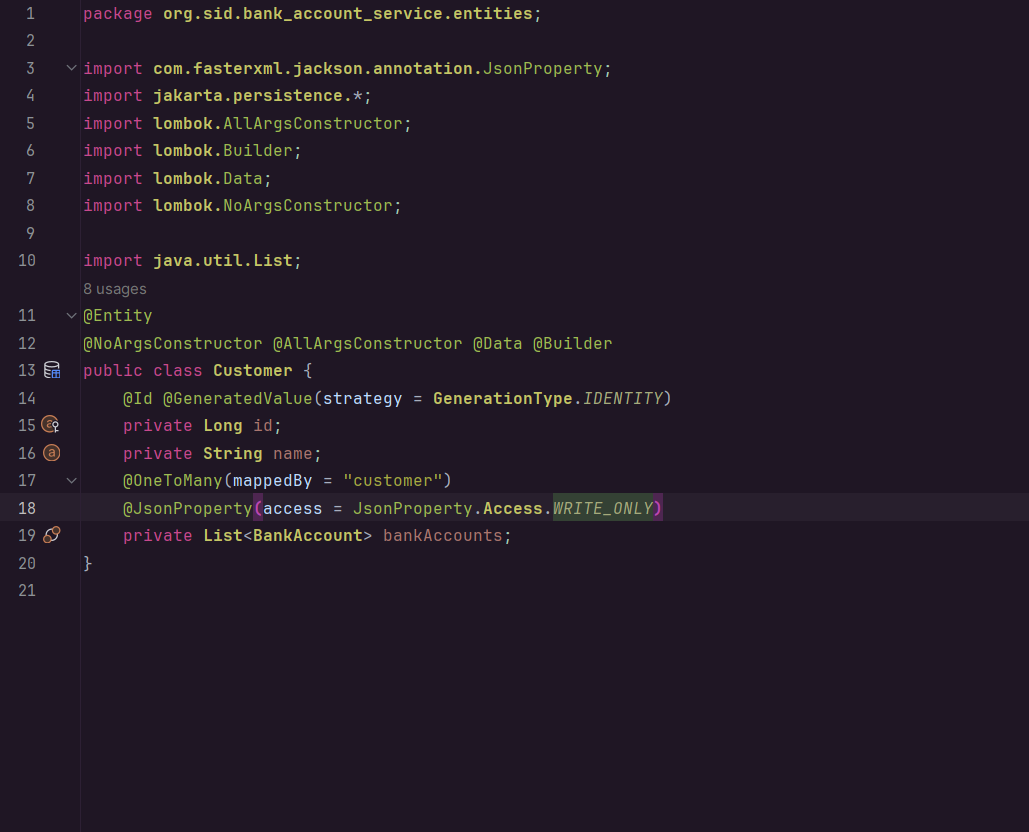 1 package org.sid.bank_account_service.entities;
2
3 import com.fasterxml.jackson.annotation.JsonProperty;
4 import jakarta.persistence.*;
5 import lombok.AllArgsConstructor;
6 import lombok.Builder;
7 import lombok.Data;
8 import lombok.NoArgsConstructor;
9
10 import java.util.List;
8 usages
11 @Entity
12 @NoArgsConstructor @AllArgsConstructor @Data @Builder
13 public class Customer {
14     @Id @GeneratedValue(strategy = GenerationType.IDENTITY)
15 a     private Long id;
16 a     private String name;
17     @OneToMany(mappedBy = "customer")
18     @JsonProperty(access = JsonProperty.Access.WRITE_ONLY)
19     private List<BankAccount> bankAccounts;
20 }
21